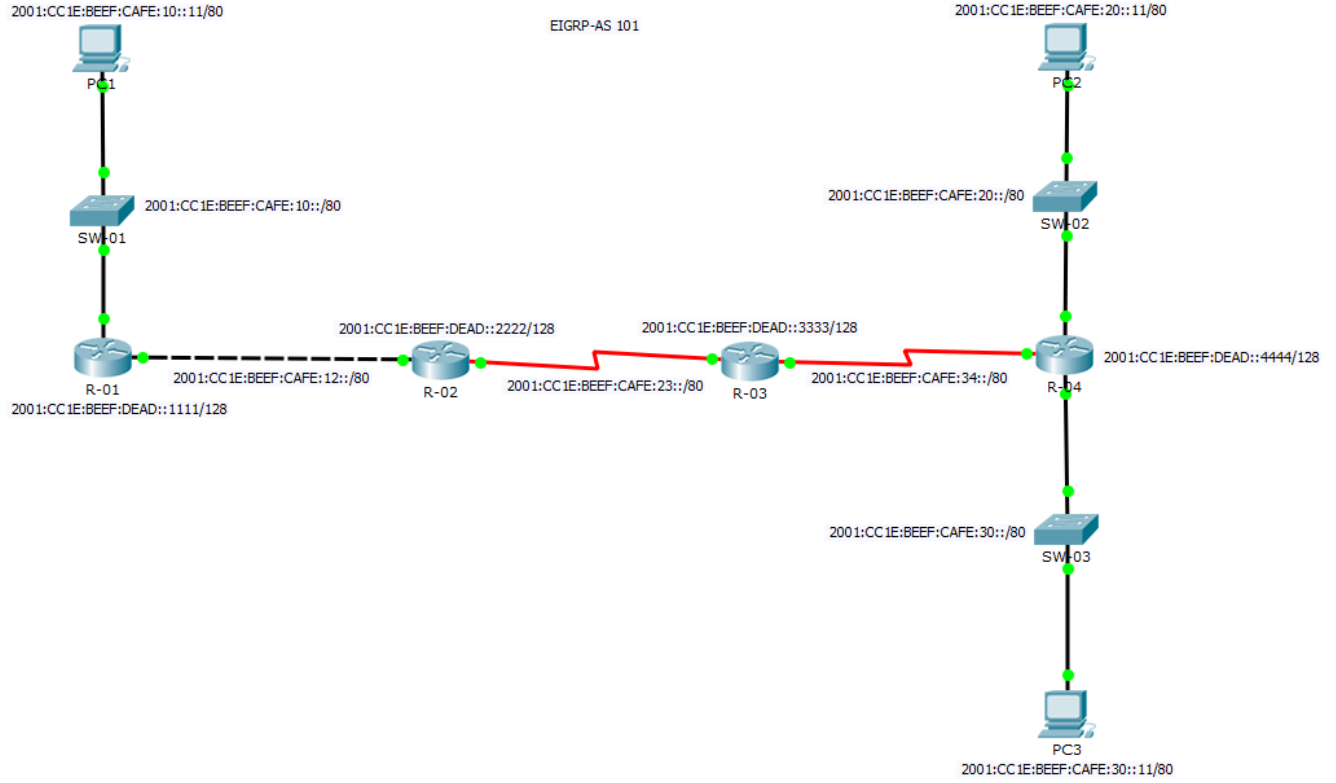 2001:CC1E:BEEF:CAFE:10::11/80
EIGRP-AS 101
2001:CC1E:BEEF:CAFE:20::11/80
PC1
PC2
2001:CC1E:BEEF:CAFE:10::/80
2001:CC1E:BEEF:CAFE:20::/80
SW-01
SW-02
2001:CC1E:BEEF:DEAD::2222/128
2001:CC1E:BEEF:DEAD::3333/128
2001:CC1E:BEEF:DEAD::4444/128
2001:CC1E:BEEF:CAFE:12::/80
2001:CC1E:BEEF:CAFE:23::/80
2001:CC1E:BEEF:CAFE:34::/80
R-01
R-02
R-03
R-04
2001:CC1E:BEEF:DEAD::1111/128
2001:CC1E:BEEF:CAFE:30::/80
SW-03
PC3
2001:CC1E:BEEF:CAFE:30::11/80